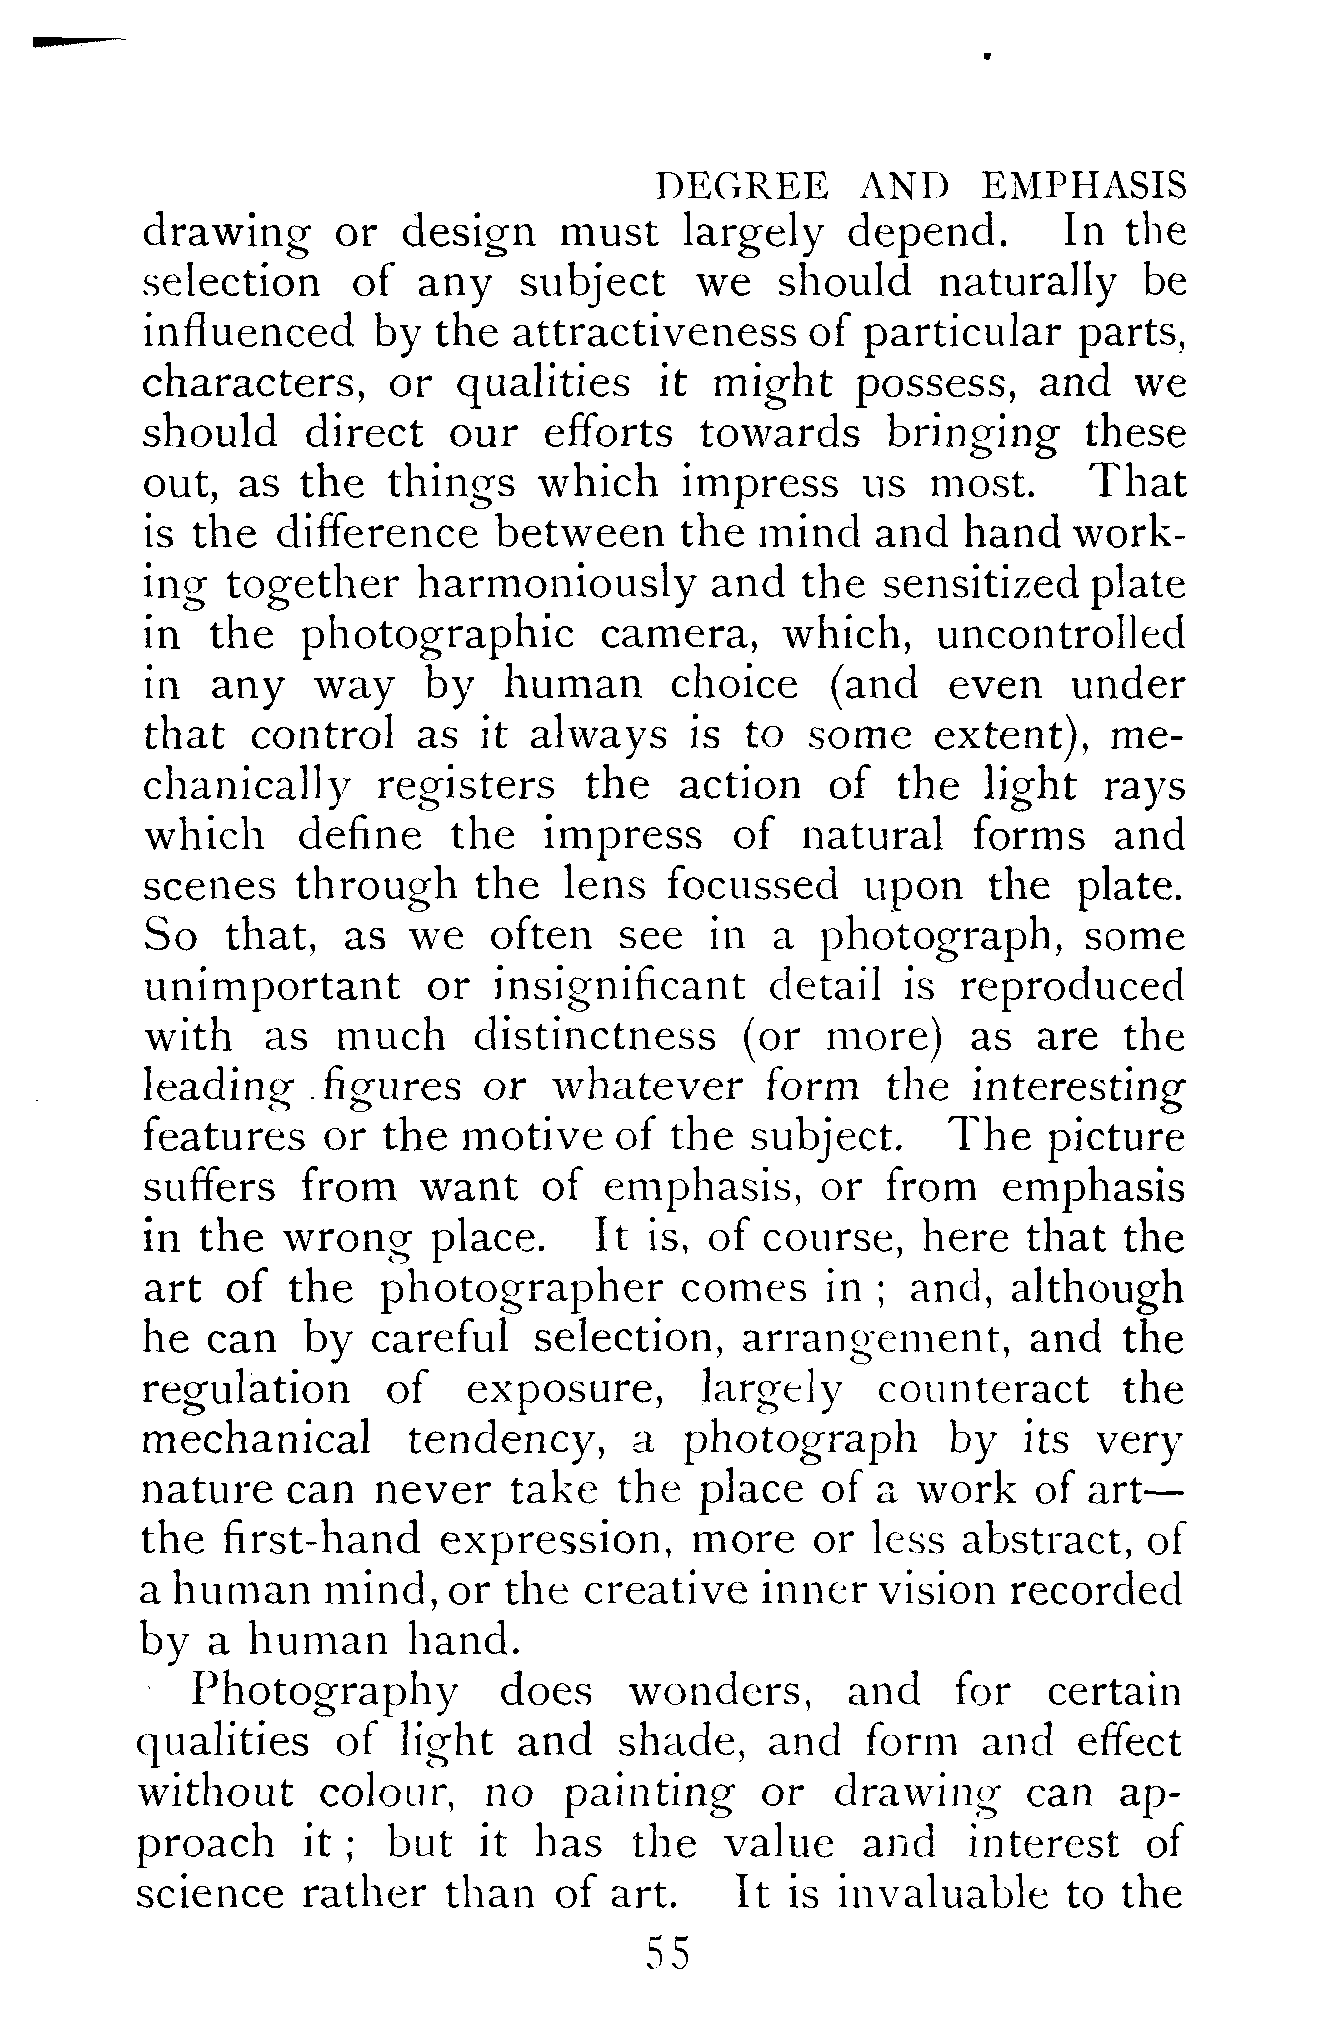 DEGREE AND EMPHASIS
drawing or design must largely depend. In the
selection of any subject we should naturally be
influenced by the attractiveness of particular parts,
characters, or qualities it might possess, and we
should direct our efforts towards bringing these
out, as the things which impress us most. That
is the difference between the mind and hand work-
ing together harmoniously and the sensitized plate
in the photographic camera, which, uncontrolled
in any way by human choice (and even under
that control as it always is to some extent), me-
chanically registers the action of the light rays
which define the impress of natural forms and
scenes through the lens focussed upon the plate.
So that, as we often see in a photograph, some
unimportant or insignificant detail is reproduced
with as much distinctness (or more) as are the
leading figures or whatever form the interesting
features or the motive of the subject. The picture
suffers from want of emphasis, or from emphasis
in the wrong place. It is, of course, here that the
art of the photographer comes in ; and, although
he can by careful selection, arrangement, and the
regulation of exposure, largely counteract the
mechanical tendency, a photograph by its very
nature can never take the place of a work of art—
the first-hand expression, more or less abstract, of
a human mind, or the creative inner vision recorded
by a human hand.
Photography does wonders, and for certain
qualities of light and shade, and form and effect
without colour, no painting or drawing can ap-
proach it ; but it has the value and interest of
science rather than of art. It is invaluable to the
55